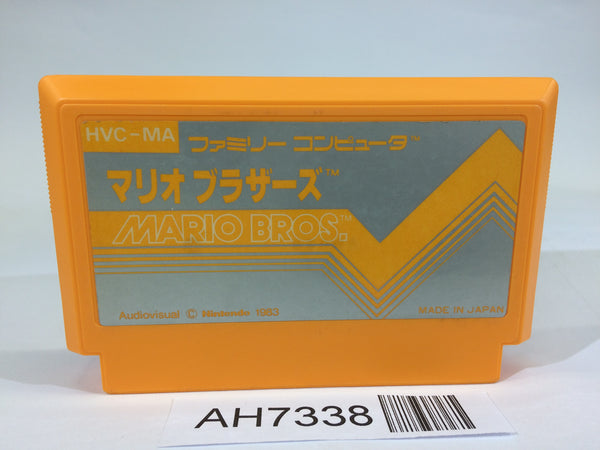 HVC-MA
ファミリー コンピュータ™
マリオ ブラザーズ™
MARIO BROS.™
Audiovisual © Nintendo 1983
MADE IN JAPAN
AH7338